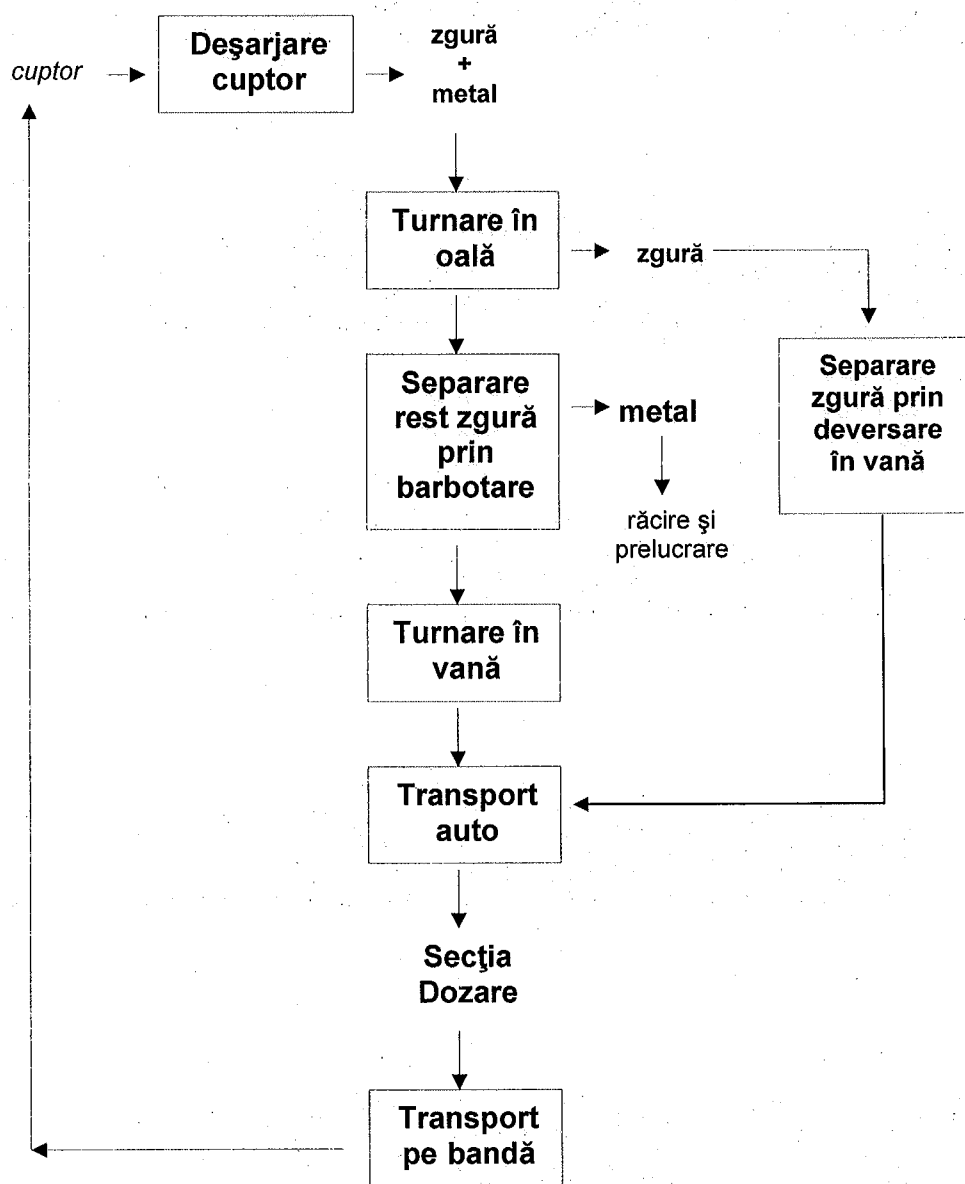 cuptor
Deşarjare
cuptor
zgură
+
metal
Turnare în
oală
zgură
Separare
rest zgură
prin
barbotare
metal
răcire şi
prelucrare
Separare
zgură prin
deversare
în vană
Turnare în
vană
Transport
auto
Secţia
Dozare
Transport
pe bandă